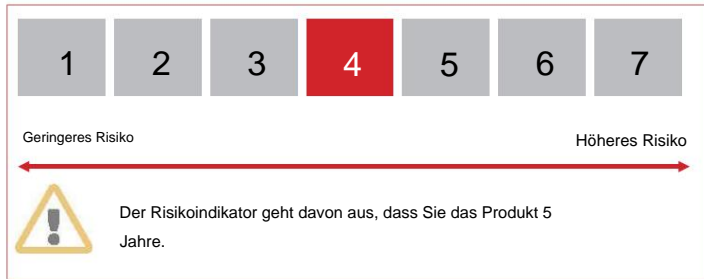 1 2 3 4 5 6 7
Geringeres Risiko Höheres Risiko
Der Risikoindikator geht davon aus, dass Sie das Produkt 5
Jahre.